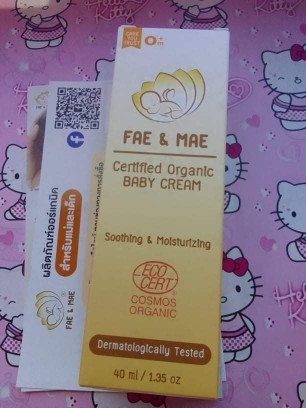 0+
m
FAE & MAE
Certified Organic
BABY CREAM
Soothing & Moisturizing
ECO
CERT
COSMOS
ORGANIC
Dermatologically Tested
40 ml / 1.35 oz
ผลิตภัณฑ์ออร์แกนิค
สำหรับแม่และเด็ก
FAE & MAE
f